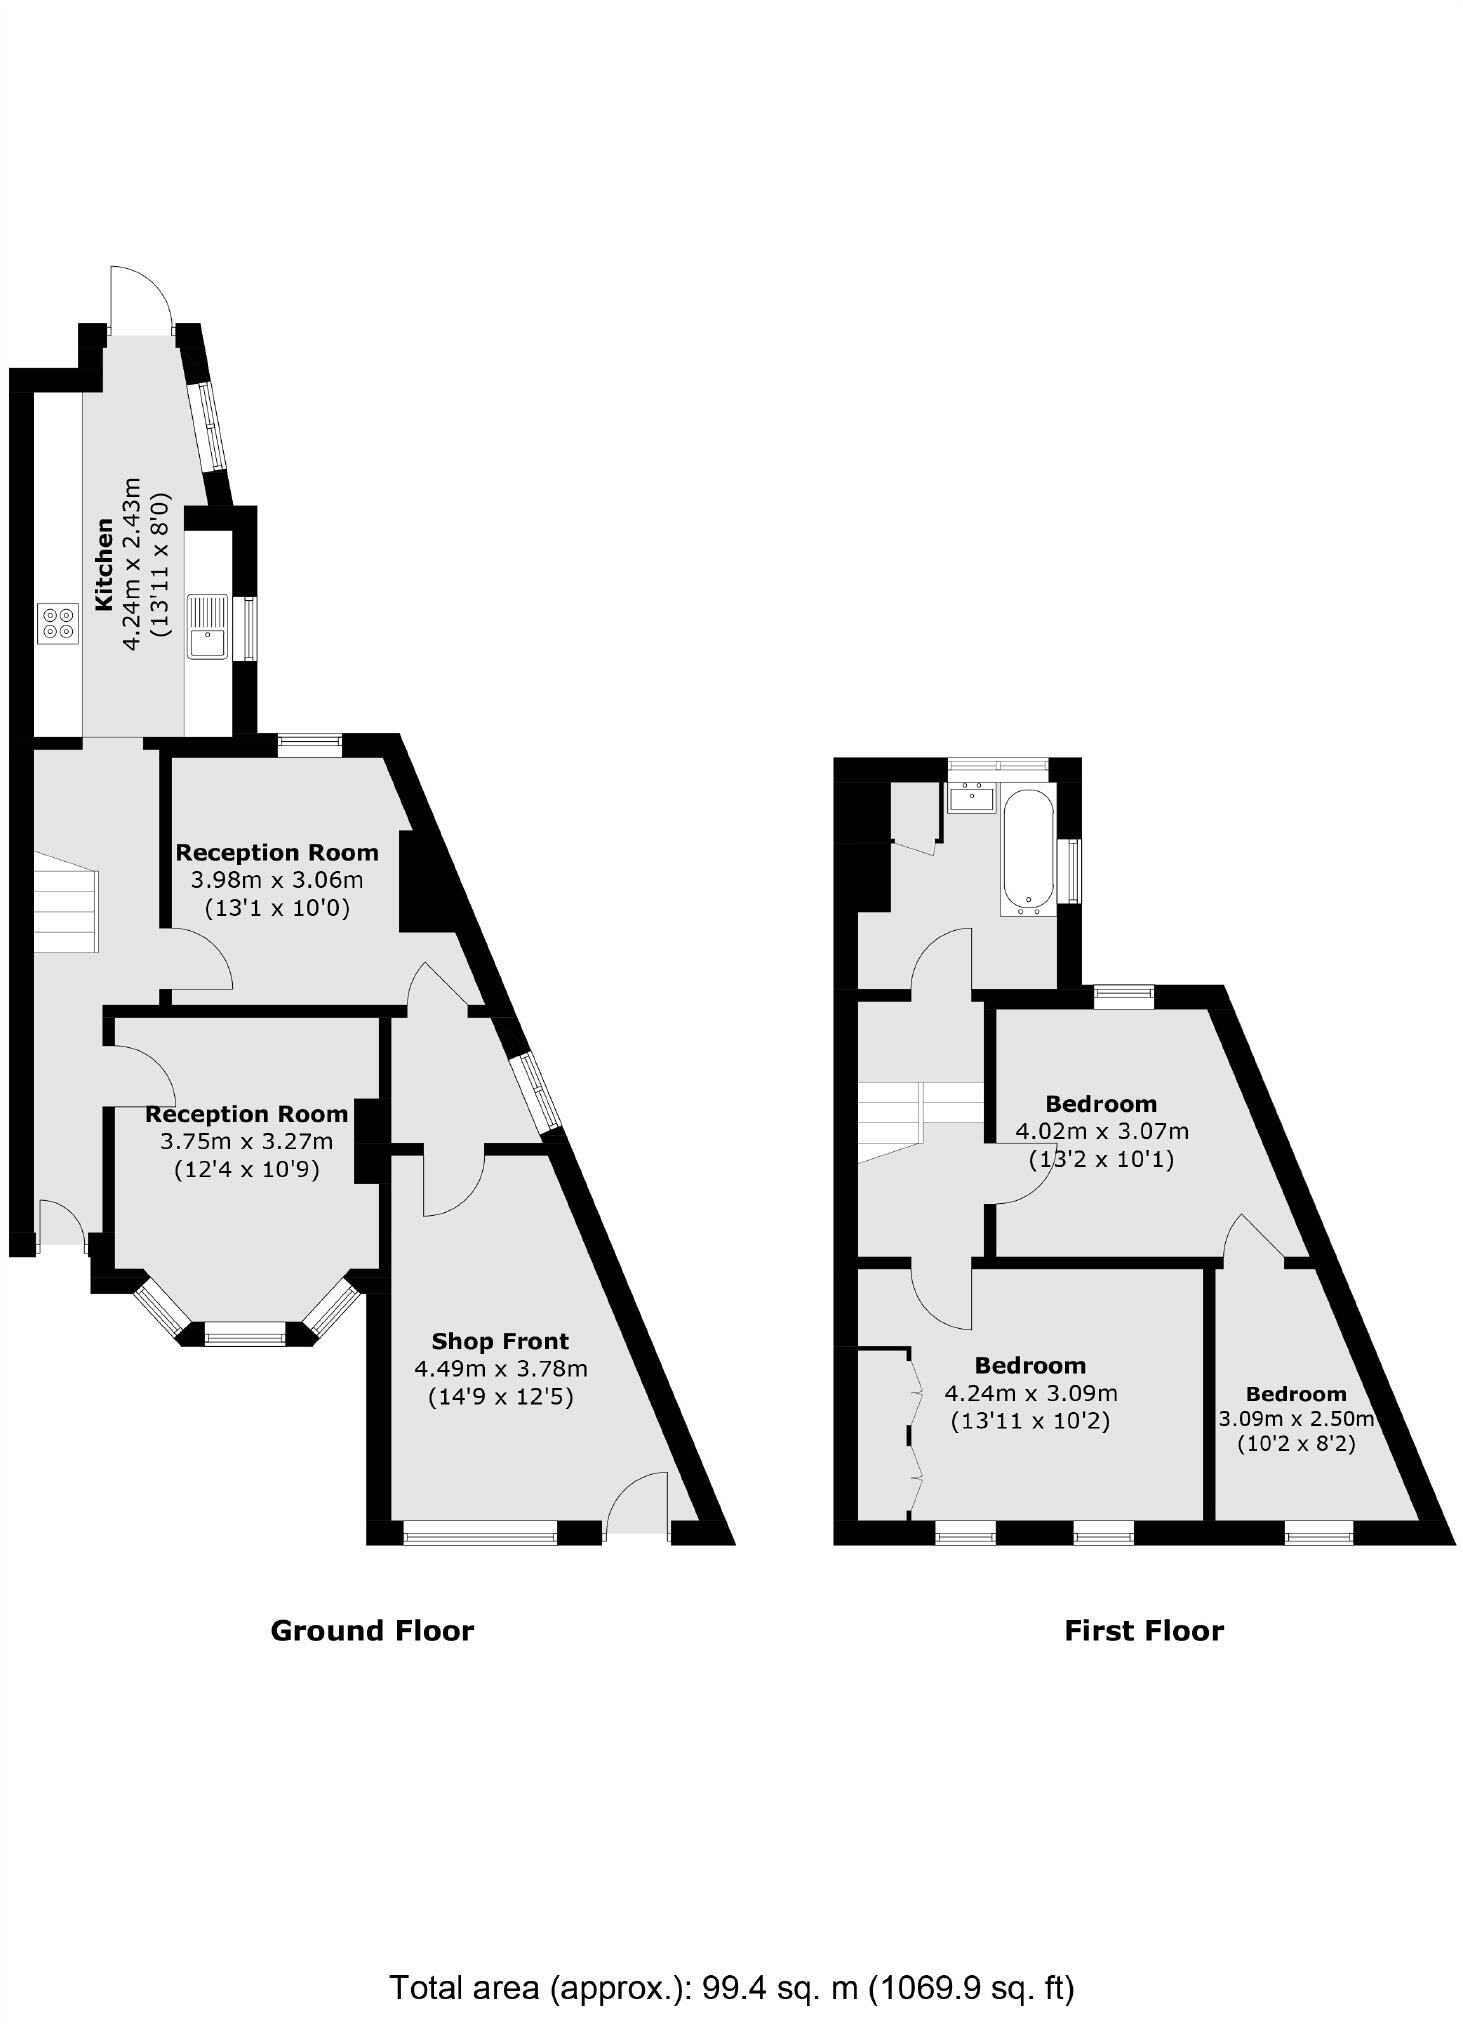 Kitchen
4.24m x 2.43m
(13'11 x 8'0)
Reception Room
3.98m x 3.06m
(13'1 x 10'0)
Reception Room
3.75m x 3.27m
(12'4 x 10'9)
Shop Front
4.49m x 3.78m
(14'9 x 12'5)
Ground Floor
Bedroom
4.02m x 3.07m
(13'2 x 10'1)
Bedroom
4.24m x 3.09m
(13'11 x 10'2)
Bedroom
3.09m x 2.50m
(10'2 x 8'2)
First Floor
Total area (approx.): 99.4 sq. m (1069.9 sq. ft)